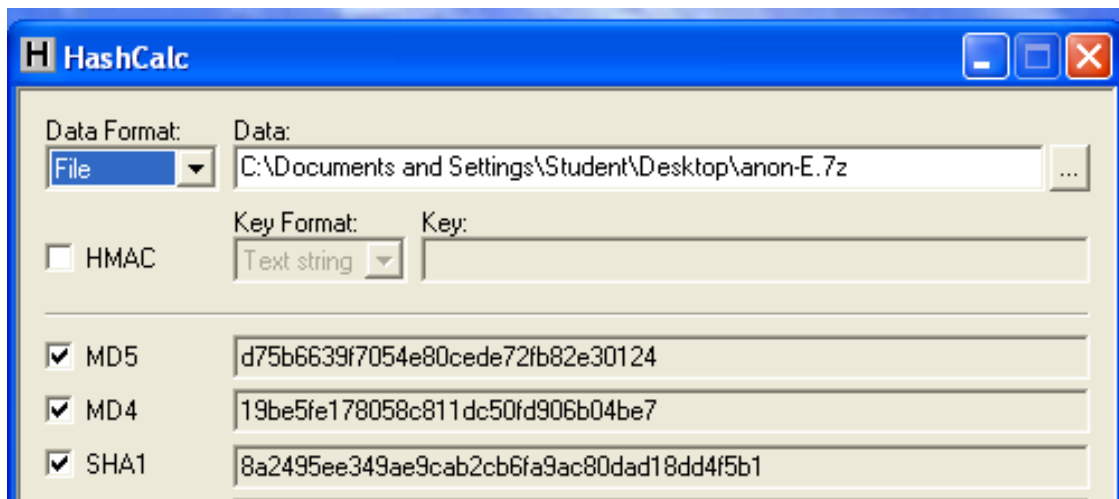 H HashCalc
Data Format: Data:
File C:\Documents and Settings\Student\Desktop\anon-E.7z ...
Key Format: Key:
HMAC Text string
MD5 d75b6639f7054e80cede72fb82e30124
MD4 19be5fe178058c811dc50fd906b04be7
SHA1 8a2495ee349ae9cab2cb6fa9ac80dad18dd4f5b1